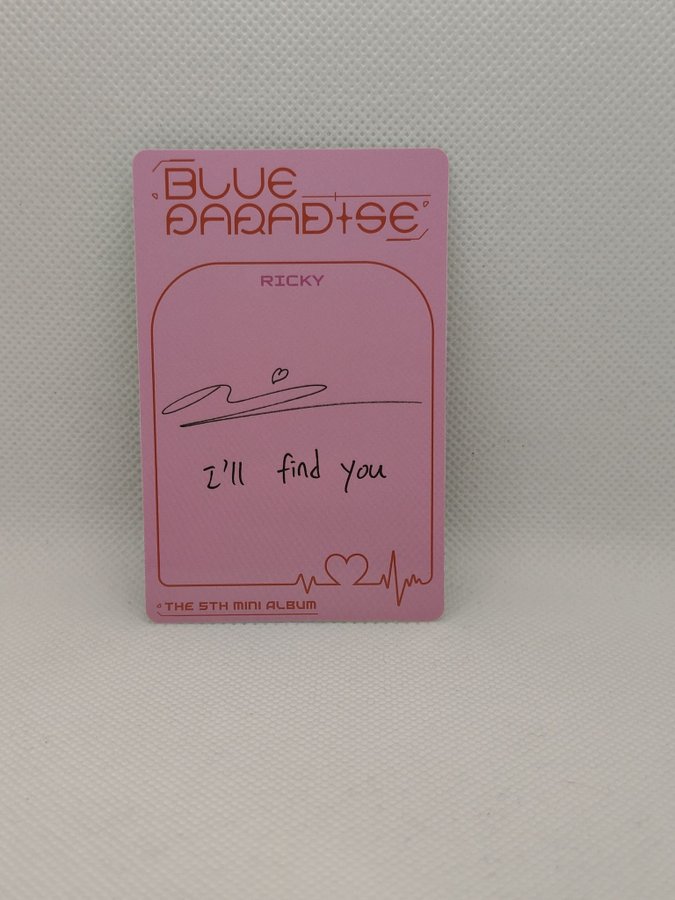 BLUE
PARADISE
RICKY
I'll find you
THE 5TH MINI ALBUM